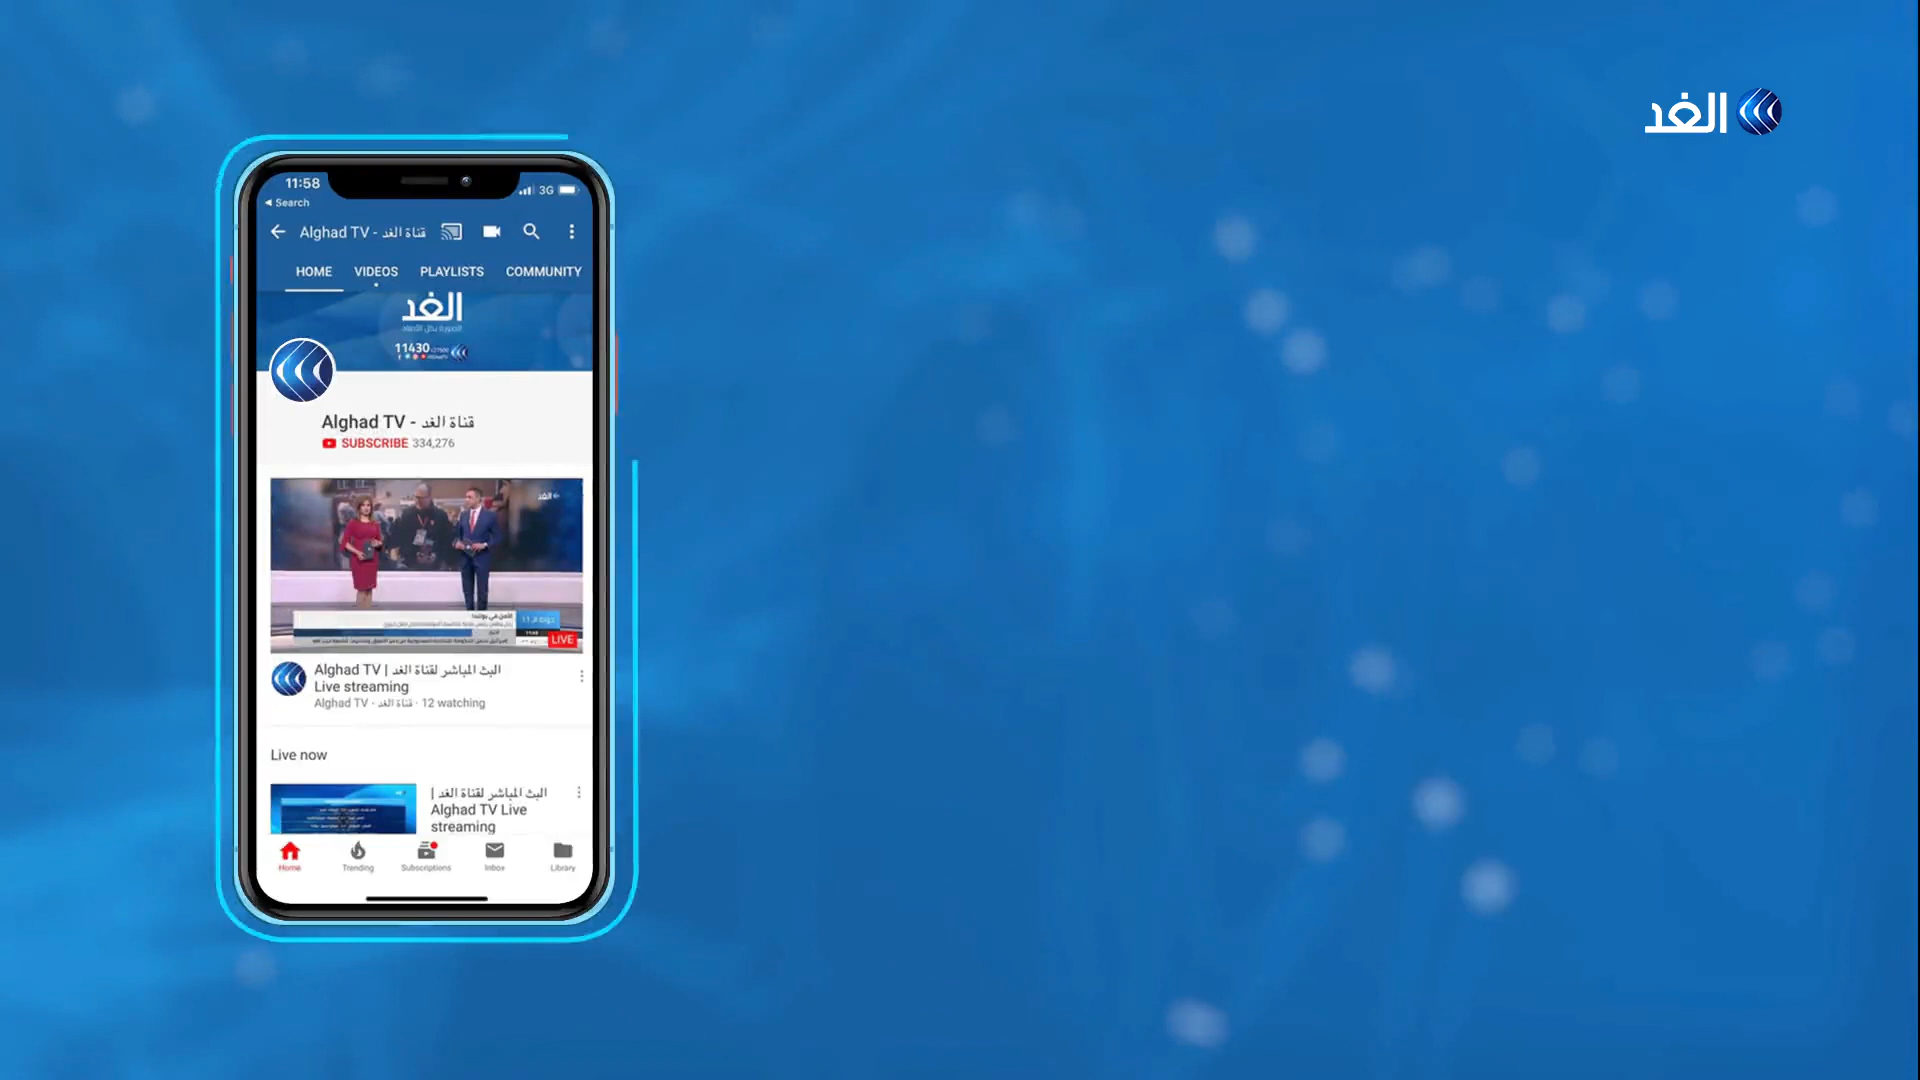 الغد
11:58
3G
Search
Alghad TV - قناة الغد
HOME VIDEOS PLAYLISTS COMMUNITY
الغد
11430
Alghad TV - قناة الغد
SUBSCRIBE 334,276
الغد
LIVE
Alghad TV | البث المباشر لقناة الغد
Live streaming
Alghad TV - قناة الغد · 12 watching
Live now
البث المباشر لقناة الغد |
Alghad TV Live
streaming
Home Trending Subscriptions Inbox Library